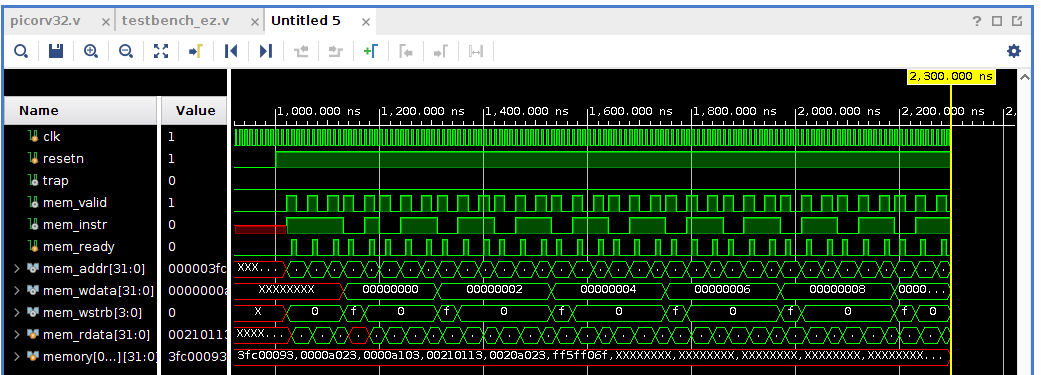 picorv32.v × testbench_ez.v × Untitled 5 × ?
2,300.000 ns
Name Value 1,000.000 ns 1,200.000 ns 1,400.000 ns 1,600.000 ns 1,800.000 ns 2,000.000 ns 2,200.000 ns 2,
clk 1
resetn 1
trap 0
mem_valid 1
mem_instr 0
mem_ready 0
mem_addr[31:0] 000003fc XXX...
mem_wdata[31:0] 0000000a XXXXXXXX 00000000 00000002 00000004 00000006 00000008 0000...
mem_wstrb[3:0] 0 X 0 f 0 f 0 f 0 f 0 f 0 f 0
mem_rdata[31:0] 00210113 XXXX...
memory[0...][31:0] 3fc00093 3fc00093,0000a023,0000a103,00210113,0020a023,ff5ff06f,XXXXXXXX,XXXXXXXX,XXXXXXXX,XXXXXXXX...